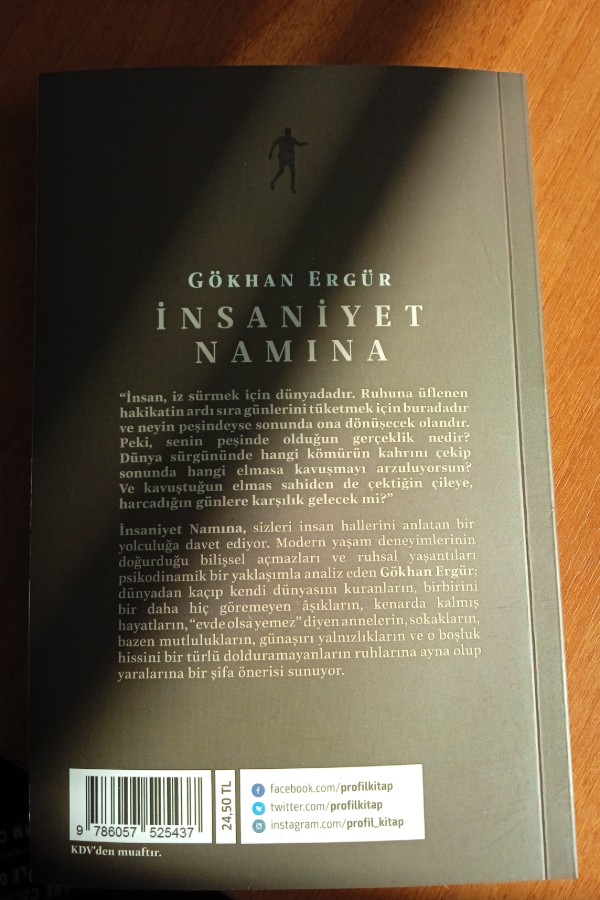 GÖKHAN ERGÜR
İNSANİYET
NAMINA
“İnsan, iz sürmek için dünyadadır. Ruhuna üflenen
hakikatin ardı sıra günlerini tüketmek için buradadır
ve neyin peşindeyse sonunda ona dönüşecek olandır.
Peki, senin peşinde olduğun gerçeklik nedir?
Dünya sürgününde hangi kömürün kahrını çekip
sonunda hangi elmasa kavuşmayı arzuluyorsun?
Ve kavuştuğun elmas sahiden de çektiğin çileye,
harcadığın günlere karşılık gelecek mi?”
İnsaniyet Namına, sizleri insan hallerini anlatan bir
yolculuğa davet ediyor. Modern yaşam deneyimlerinin
doğurduğu bilişsel açmazları ve ruhsal yaşantıları
psikodinamik bir yaklaşımla analiz eden Gökhan Ergür;
dünyadan kaçıp kendi dünyasını kuranların, birbirini
bir daha hiç göremeyen âşıkların, kenarda kalmış
hayatların, “evde olsa yemez” diyen annelerin, sokakların,
bazen mutlulukların, günaşırı yalnızlıkların ve o boşluk
hissini bir türlü dolduramayanların ruhlarına ayna olup
yaralarına bir şifa önerisi sunuyor.
9 786057 525437
24,50 TL
facebook.com/profilkitap
twitter.com/profilkitap
instagram.com/profil_kitap
KDV'den muaftır.